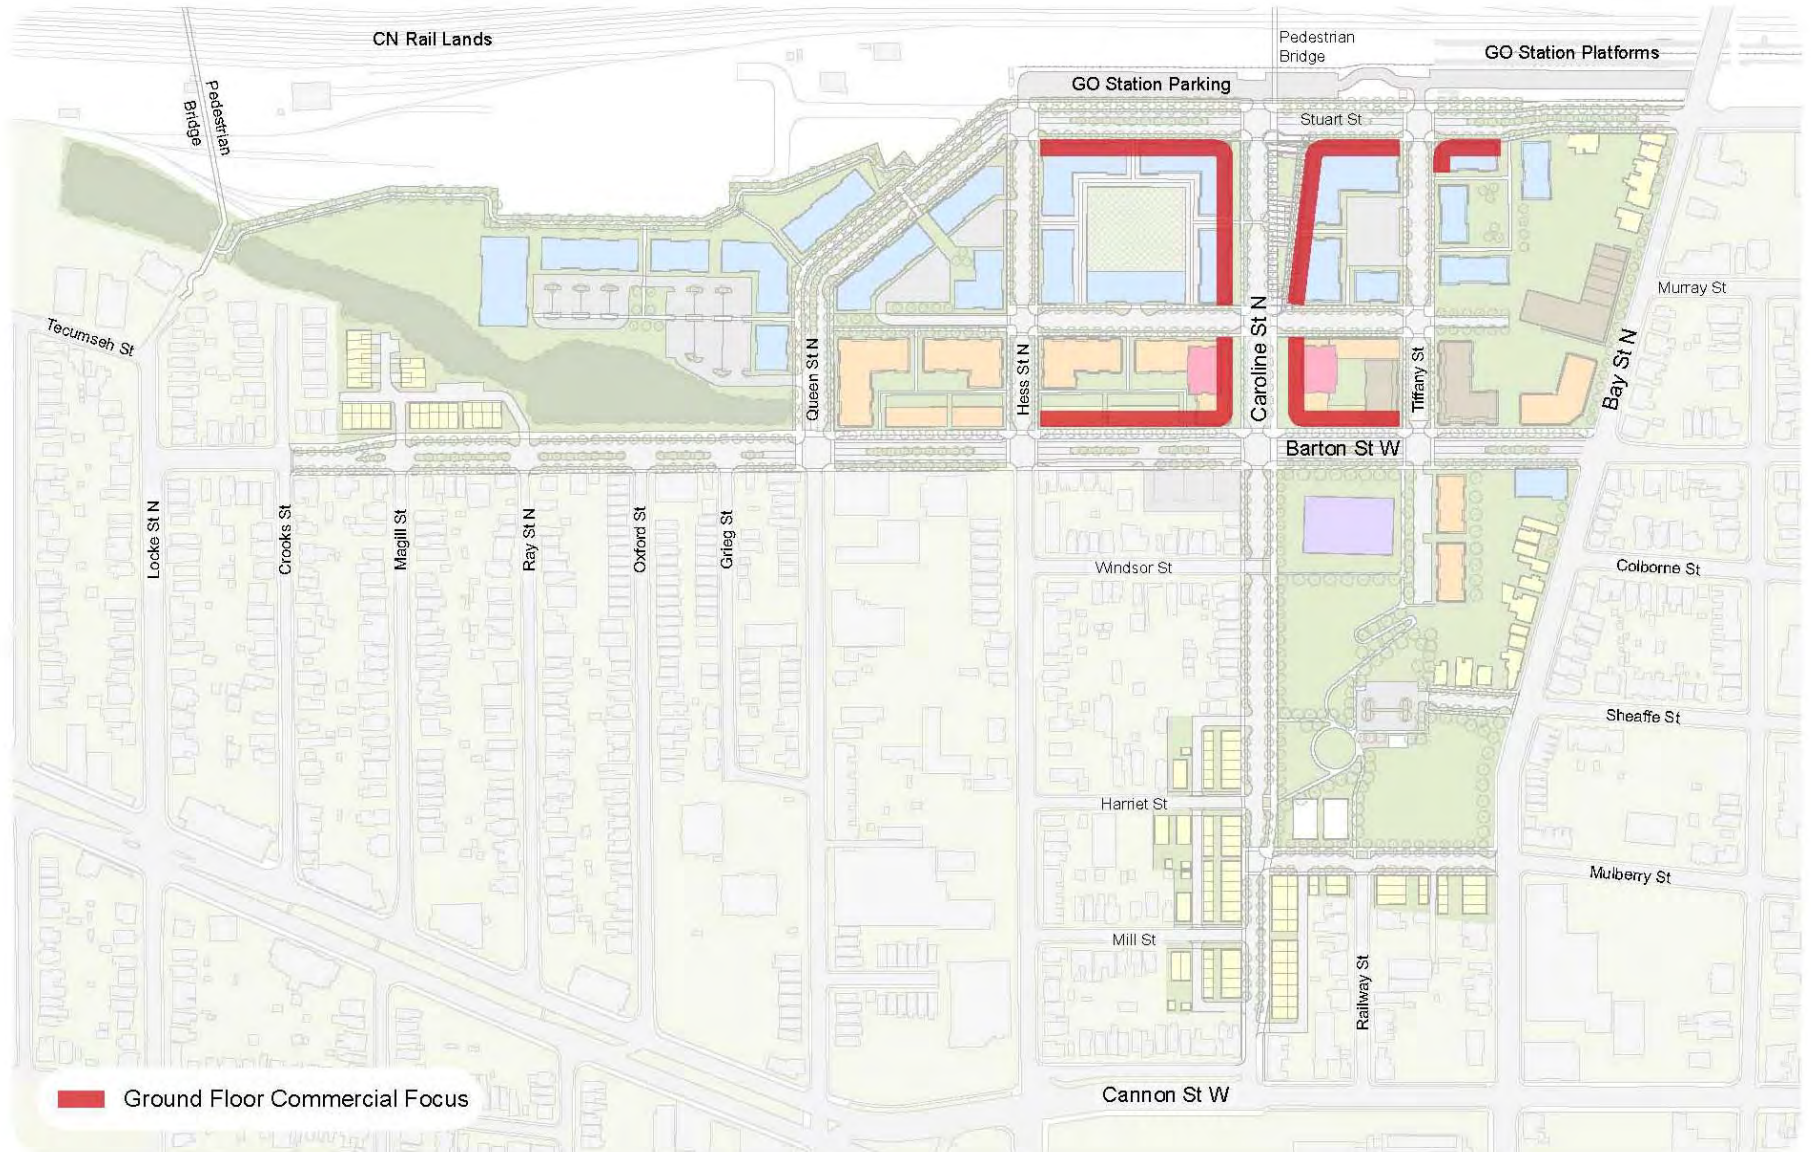 CN Rail Lands
Pedestrian
Bridge
GO Station Platforms
GO Station Parking
Pedestrian
Bridge
Stuart St
Murray St
Tecumseh St
Queen St N
Hess St N
Caroline St N
Tiffany St
Bay St N
Barton St W
Locke St N
Crooks St
Magill St
Ray St N
Oxford St
Grieg St
Windsor St
Colborne St
Sheaffe St
Harriet St
Mulberry St
Mill St
Railway St
Cannon St W
Ground Floor Commercial Focus